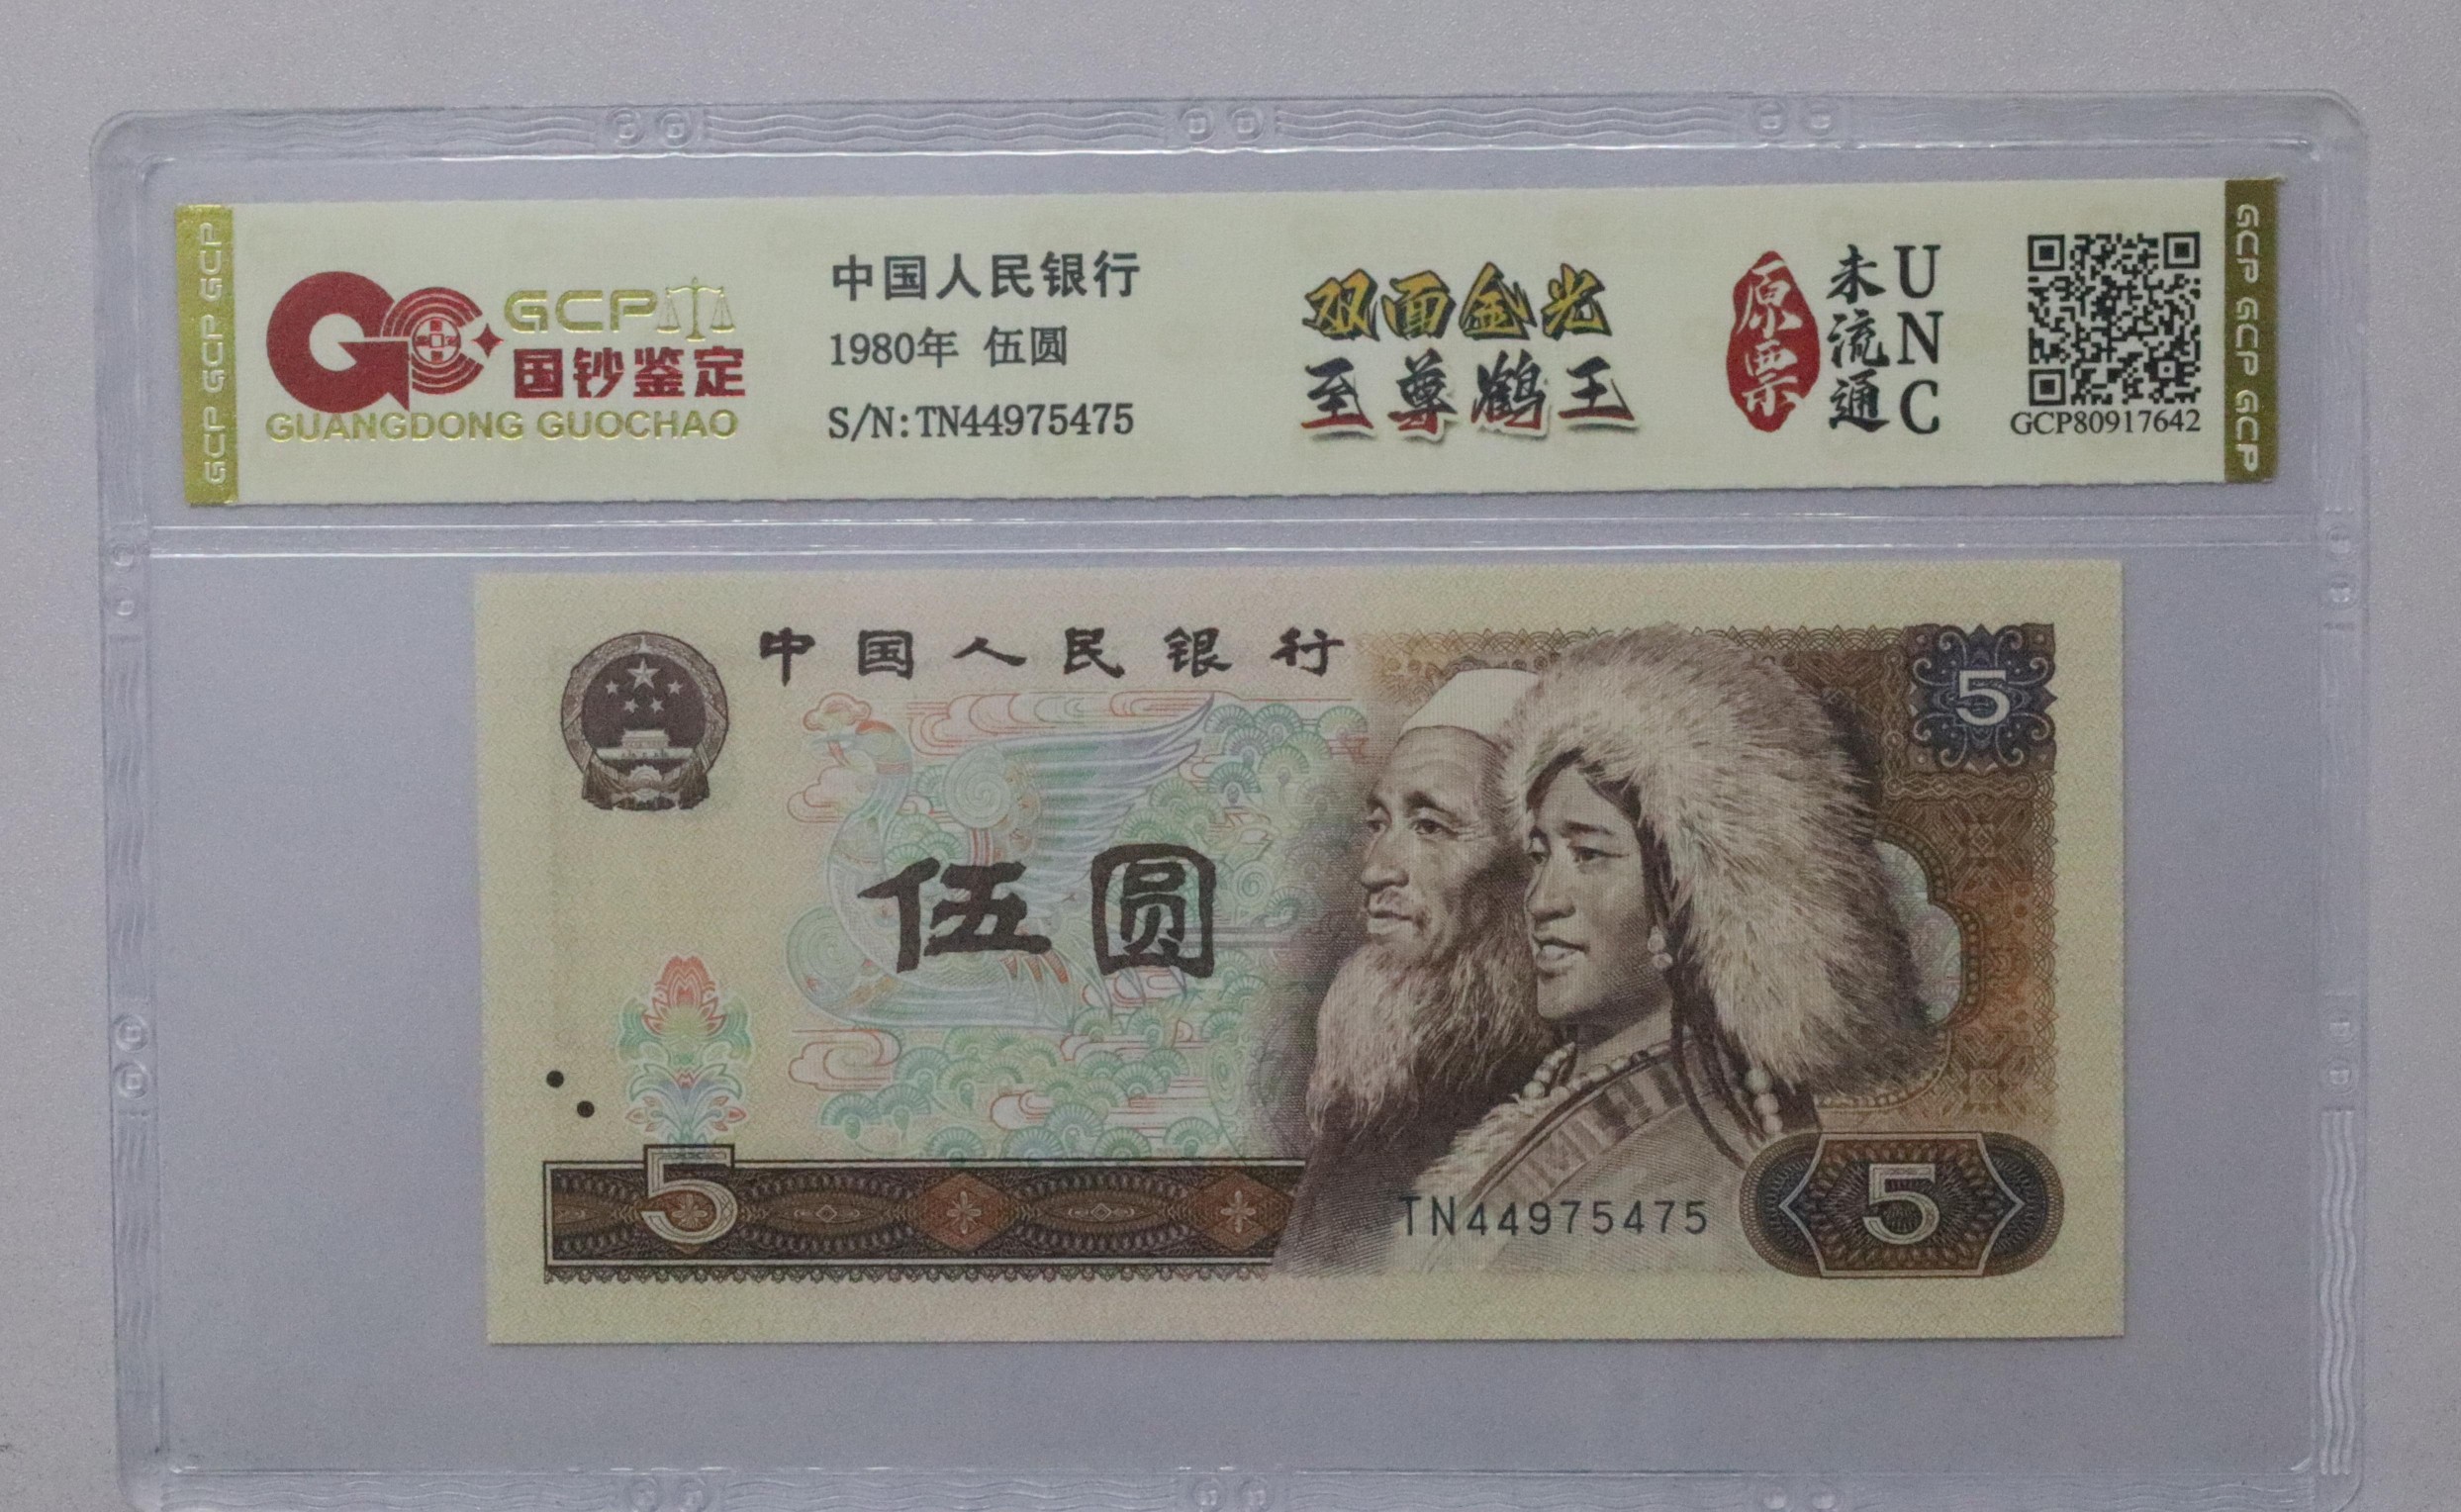 GCP GCP GCP
GCP
国钞鉴定
GUANGDONG GUOCHAO
中国人民银行
1980年 伍圆
S/N:TN44975475
双面金光
至尊鹤王
原票
未流通
UNC
GCP80917642
GCP GCP GCP
中国人民银行
5
伍圆
5
TN44975475
5